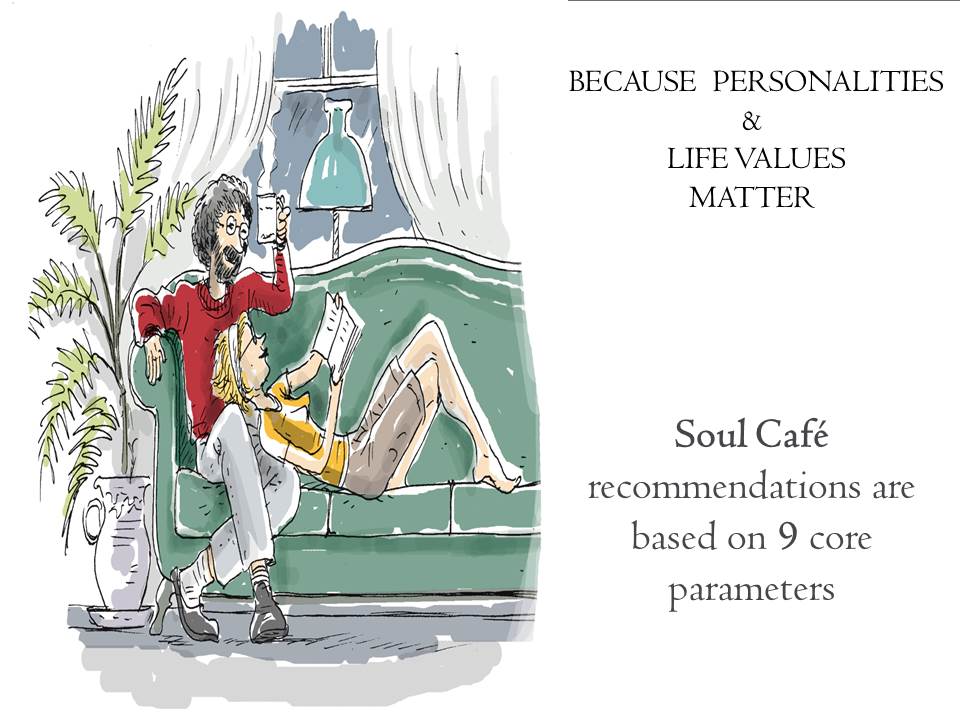 BECAUSE PERSONALITIES
&
LIFE VALUES
MATTER
Soul Café
recommendations are
based on 9 core
parameters